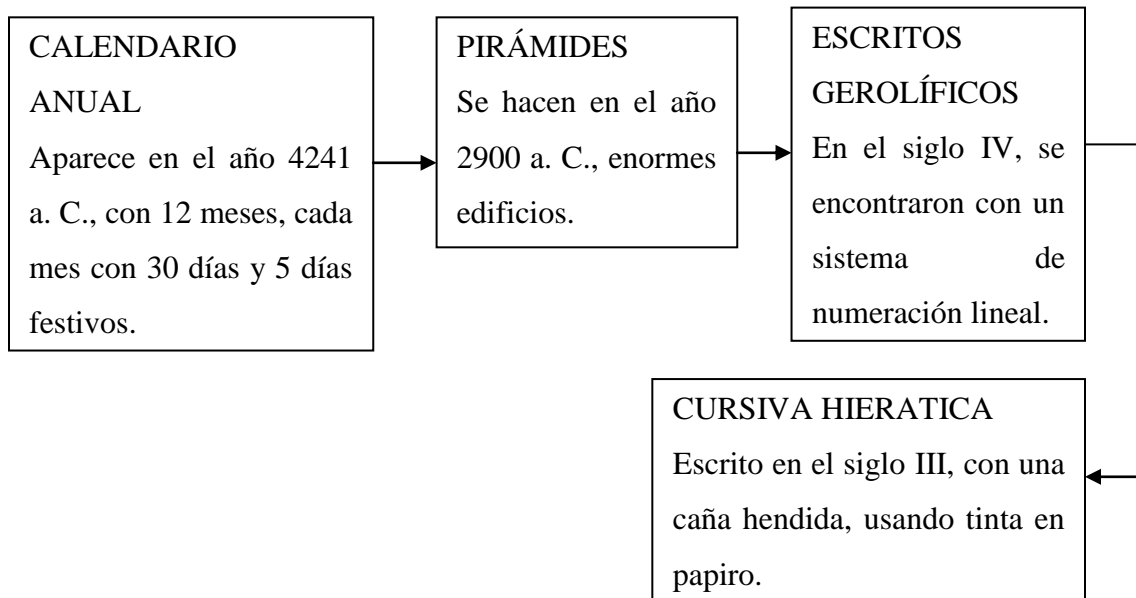 CALENDARIO
ANUAL
Aparece en el año 4241
a. C., con 12 meses, cada
mes con 30 días y 5 días
festivos.
PIRÁMIDES
Se hacen en el año
2900 a. C., enormes
edificios.
ESCRITOS
GEROLÍFICOS
En el siglo IV, se
encontraron con un
sistema de
numeración lineal.
CURSIVA HIERATICA
Escrito en el siglo III, con una
caña hendida, usando tinta en
papiro.